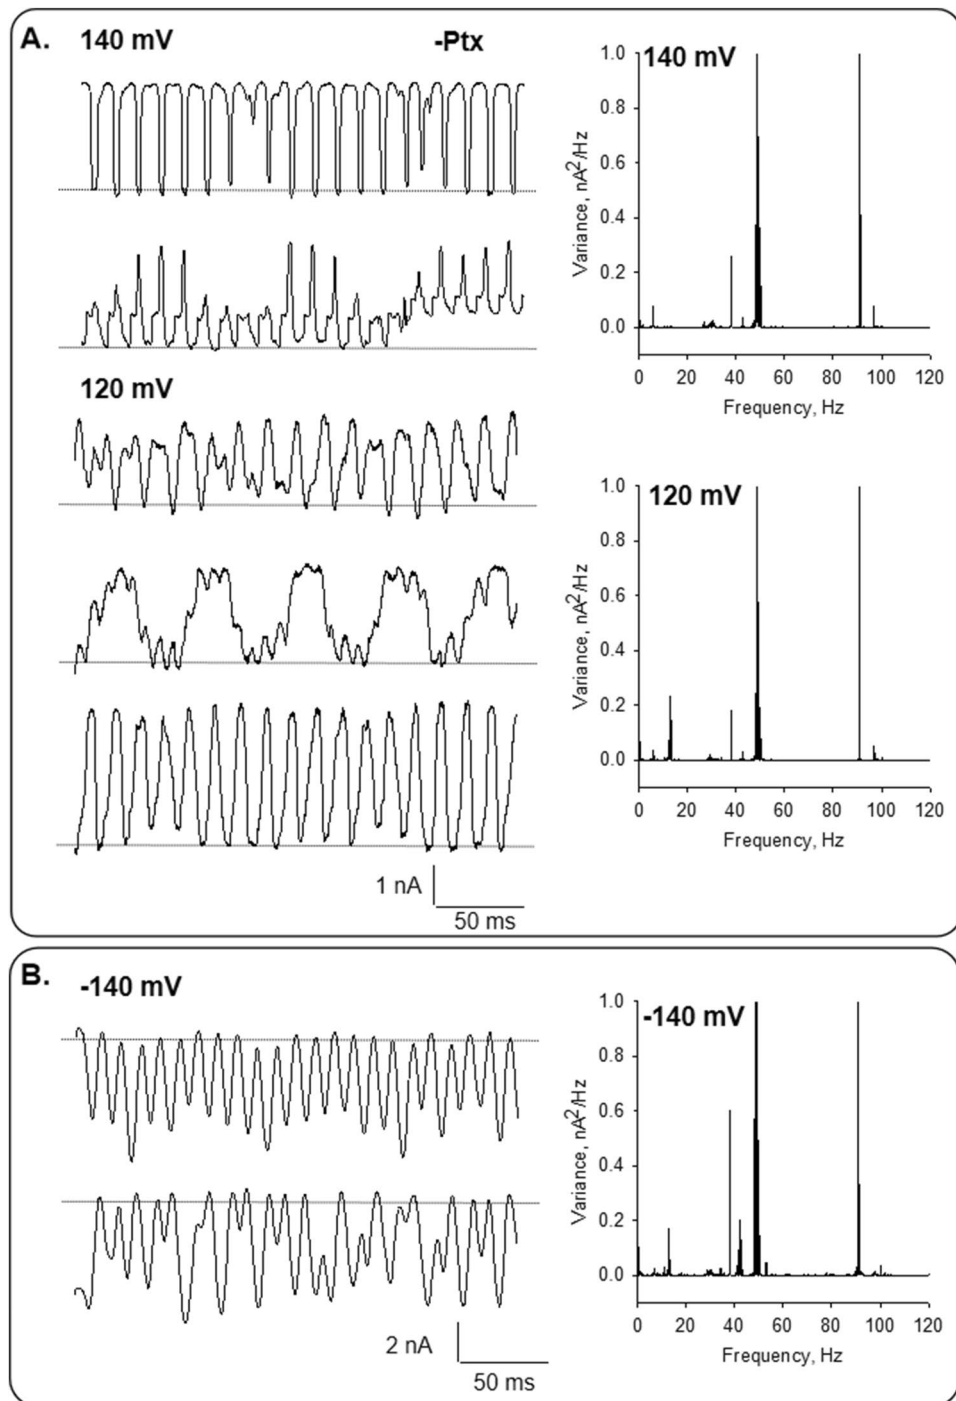 A.
140 mV
-Ptx
120 mV
1 nA
50 ms
140 mV
Variance, nA2/Hz
1.0
0.8
0.6
0.4
0.2
0.0
0 20 40 60 80 100 120
Frequency, Hz
120 mV
Variance, nA2/Hz
1.0
0.8
0.6
0.4
0.2
0.0
0 20 40 60 80 100 120
Frequency, Hz
B.
-140 mV
2 nA
50 ms
-140 mV
Variance, nA2/Hz
1.0
0.8
0.6
0.4
0.2
0.0
0 20 40 60 80 100 120
Frequency, Hz